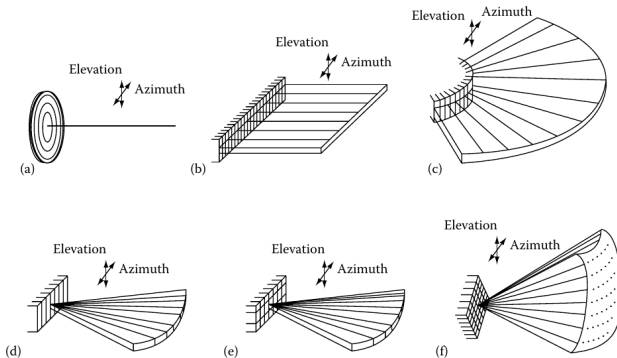 Elevation
Azimuth
(a)
Elevation
Azimuth
(b)
Elevation
Azimuth
(c)
Elevation
Azimuth
(d)
Elevation
Azimuth
(e)
Elevation
Azimuth
(f)